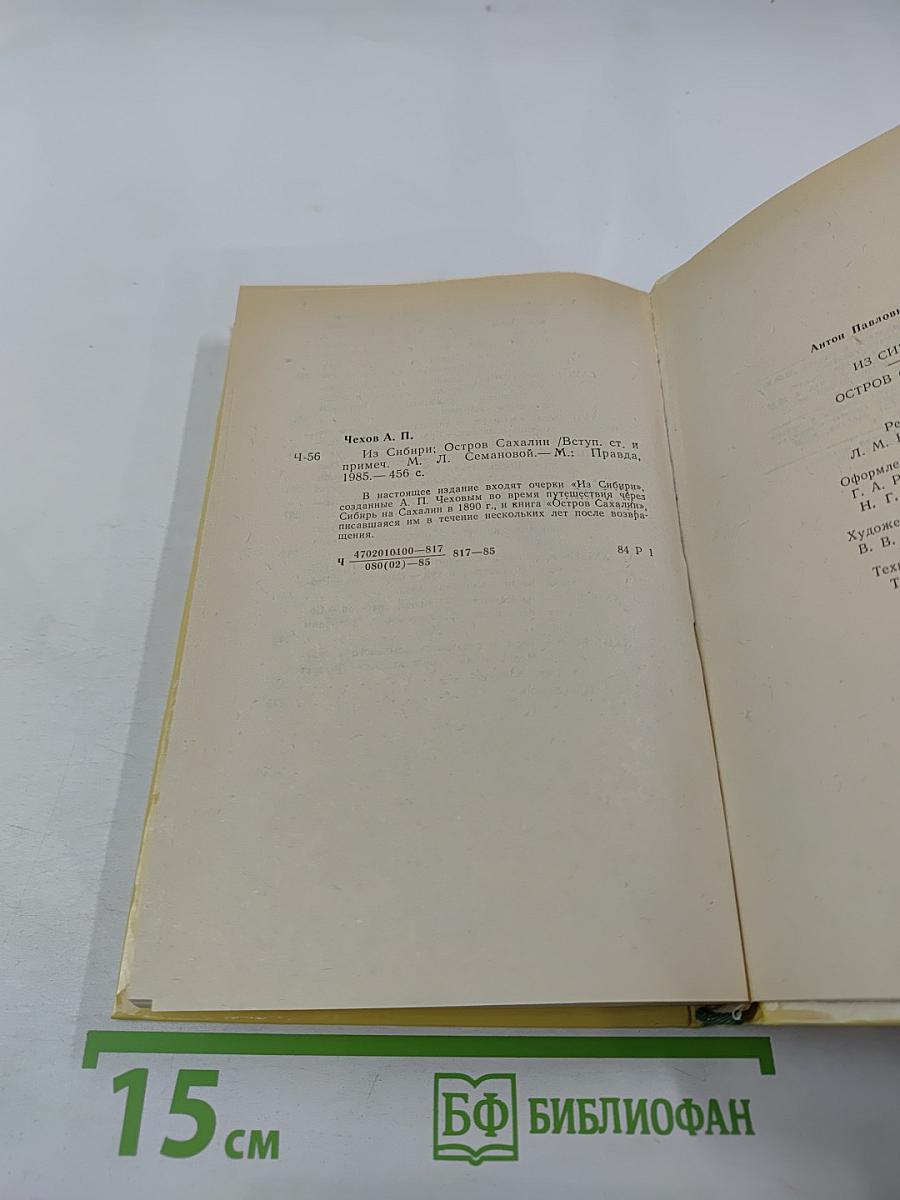 Чехов А. П.
Ч-56
Из Сибири; Остров Сахалин /Вступ. ст. и
примеч. М. Л. Семановой.— М.: Правда,
1985.— 456 с.
В настоящее издание входят очерки «Из Сибири»,
созданные А. П. Чеховым во время путешествия через
Сибирь на Сахалин в 1890 г., и книга «Остров Сахалин»,
писавшаяся им в течение нескольких лет после возвра-
щения.
Ч 4702010100—817 817—85 84 Р 1
080(02)—85
Антон Павлови
ИЗ СИ
ОСТРОВ
Ре
Л. М.
Оформле
Г. А. Р
Н. Г.
Художе
В. В.
Техн
Т
15 см
БФ БИБЛИОФАН